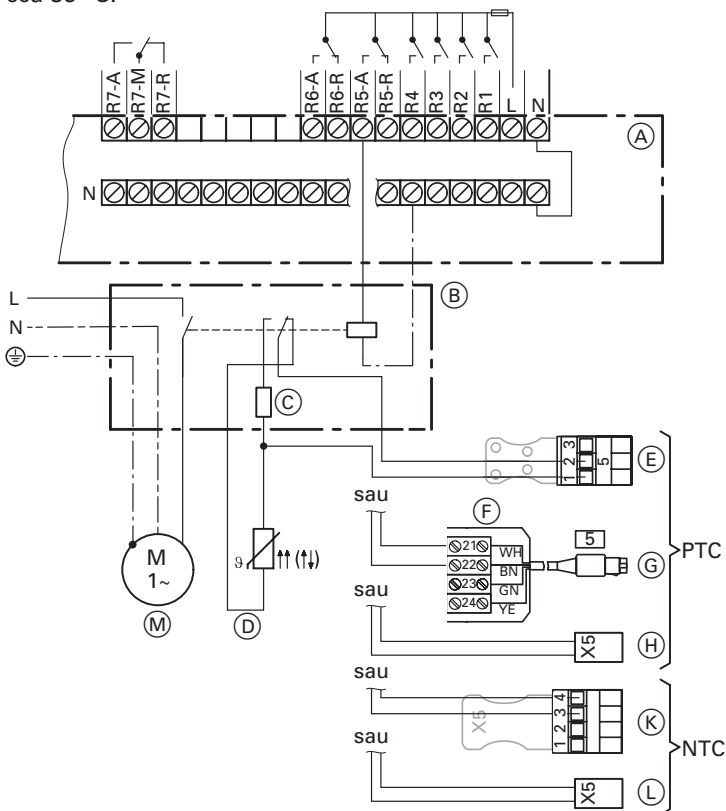 R7-A
R7-M
R7-R
R6-A
R6-R
R5-A
R5-R
R4
R3
R2
R1
L
N
A
N
B
L
N
C
3
2
1
5
E
sau
F
21
22
23
24
WH
BN
GN
YE
5
G
PTC
M
1~
ϑ
M
D
sau
X5
H
sau
X5
4
3
2
1
K
NTC
sau
X5
L